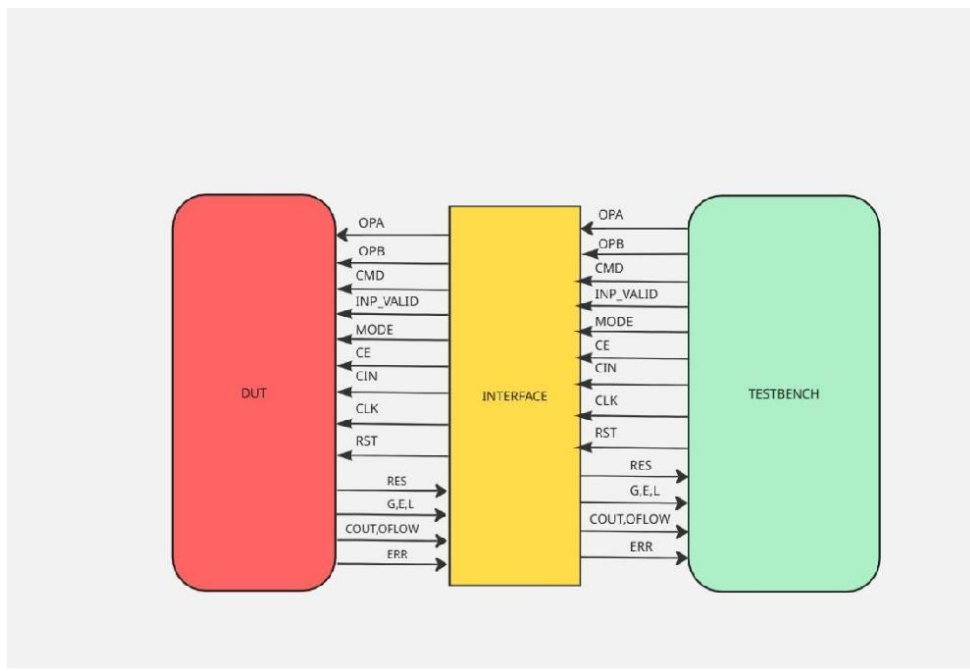 DUT
OPA
OPB
CMD
INP_VALID
MODE
CE
CIN
CLK
RST
RES
G,E,L
COUT,OFLOW
ERR
INTERFACE
OPA
OPB
CMD
INP_VALID
MODE
CE
CIN
CLK
RST
RES
G,E,L
COUT,OFLOW
ERR
TESTBENCH